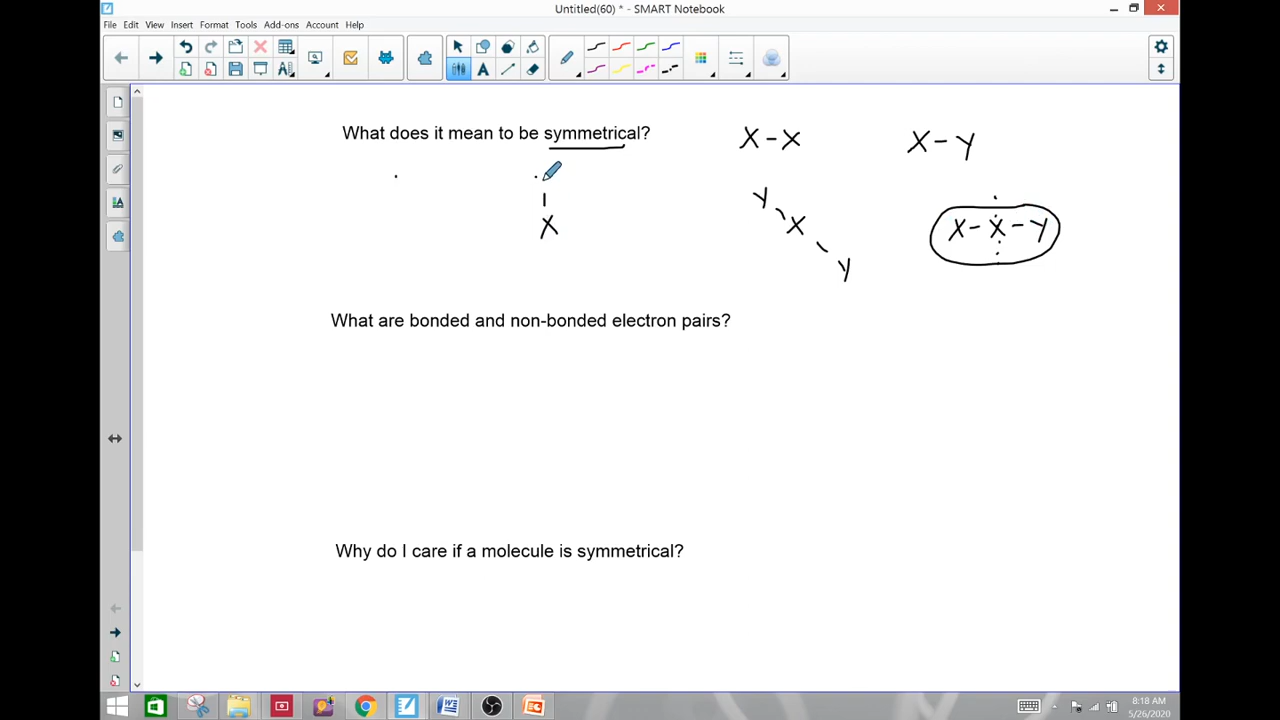 Untitled(60) * - SMART Notebook
File Edit View Insert Format Tools Add-ons Account Help
What does it mean to be symmetrical?
X - X
X - Y
Y
X
Y
X
X - X - Y
What are bonded and non-bonded electron pairs?
Why do I care if a molecule is symmetrical?
8:18 AM
5/26/2020